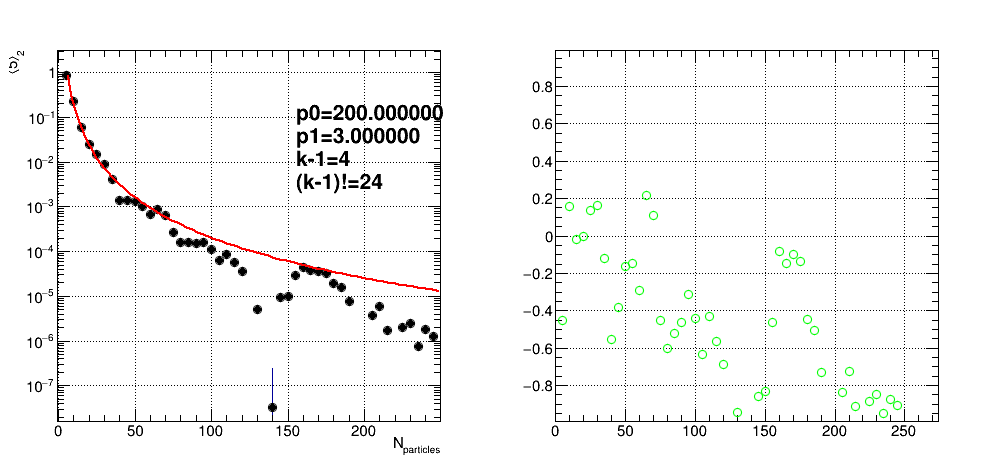 ⟨5⟩₂
1
10⁻¹
10⁻²
10⁻³
10⁻⁴
10⁻⁵
10⁻⁶
10⁻⁷
p0=200.000000
p1=3.000000
k-1=4
(k-1)!=24
0 50 100 150 200
N_particles
0.8
0.6
0.4
0.2
0
−0.2
−0.4
−0.6
−0.8
0 50 100 150 200 250